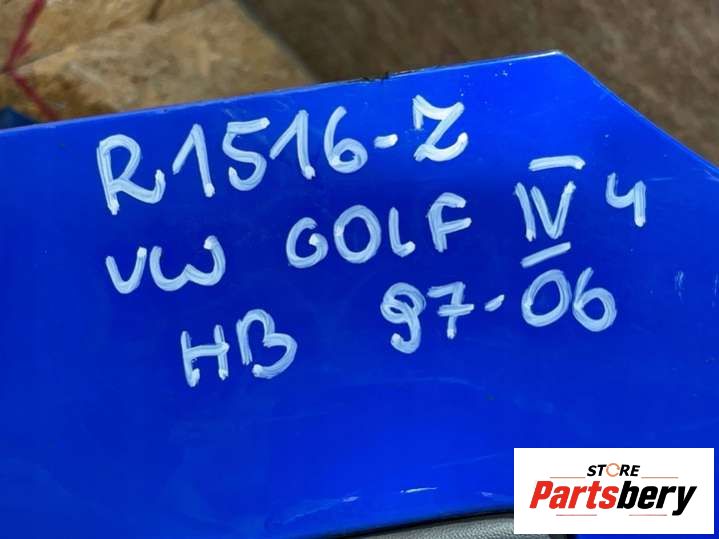 R1516-Z
VW GOLF IV 4
HB 97-06
STORE
Partsbery